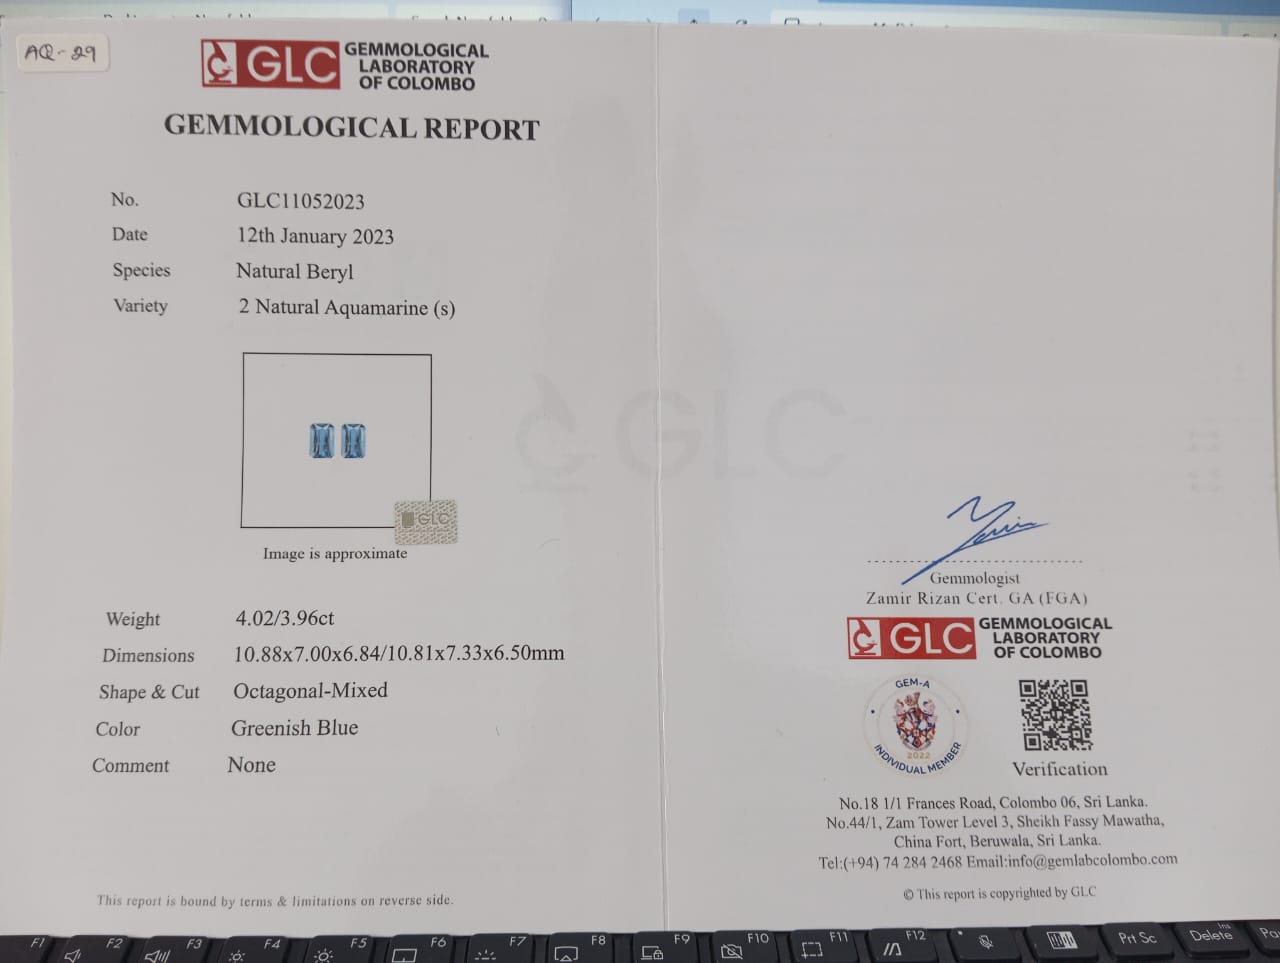 AQ-29
GLC GEMMOLOGICAL
LABORATORY
OF COLOMBO
GEMMOLOGICAL REPORT
No. GLC11052023
Date 12th January 2023
Species Natural Beryl
Variety 2 Natural Aquamarine (s)
GLC
Image is approximate
Weight 4.02/3.96ct
Dimensions 10.88x7.00x6.84/10.81x7.33x6.50mm
Shape & Cut Octagonal-Mixed
Color Greenish Blue
Comment None
This report is bound by terms & limitations on reverse side.
GLC
Gemmologist
Zamir Rizan Cert. GA (FGA)
GLC GEMMOLOGICAL
LABORATORY
OF COLOMBO
GEM-A
2022
INDIVIDUAL MEMBER
Verification
No.18 1/1 Frances Road, Colombo 06, Sri Lanka.
No.44/1, Zam Tower Level 3, Sheikh Fassy Mawatha,
China Fort, Beruwala, Sri Lanka.
Tel:(+94) 74 284 2468 Email:info@gemlabcolombo.com
© This report is copyrighted by GLC
F1 F2 F3 F4 F5 F6 F7 F8 F9 F10 F11 F12 Prt Sc Ins Delete